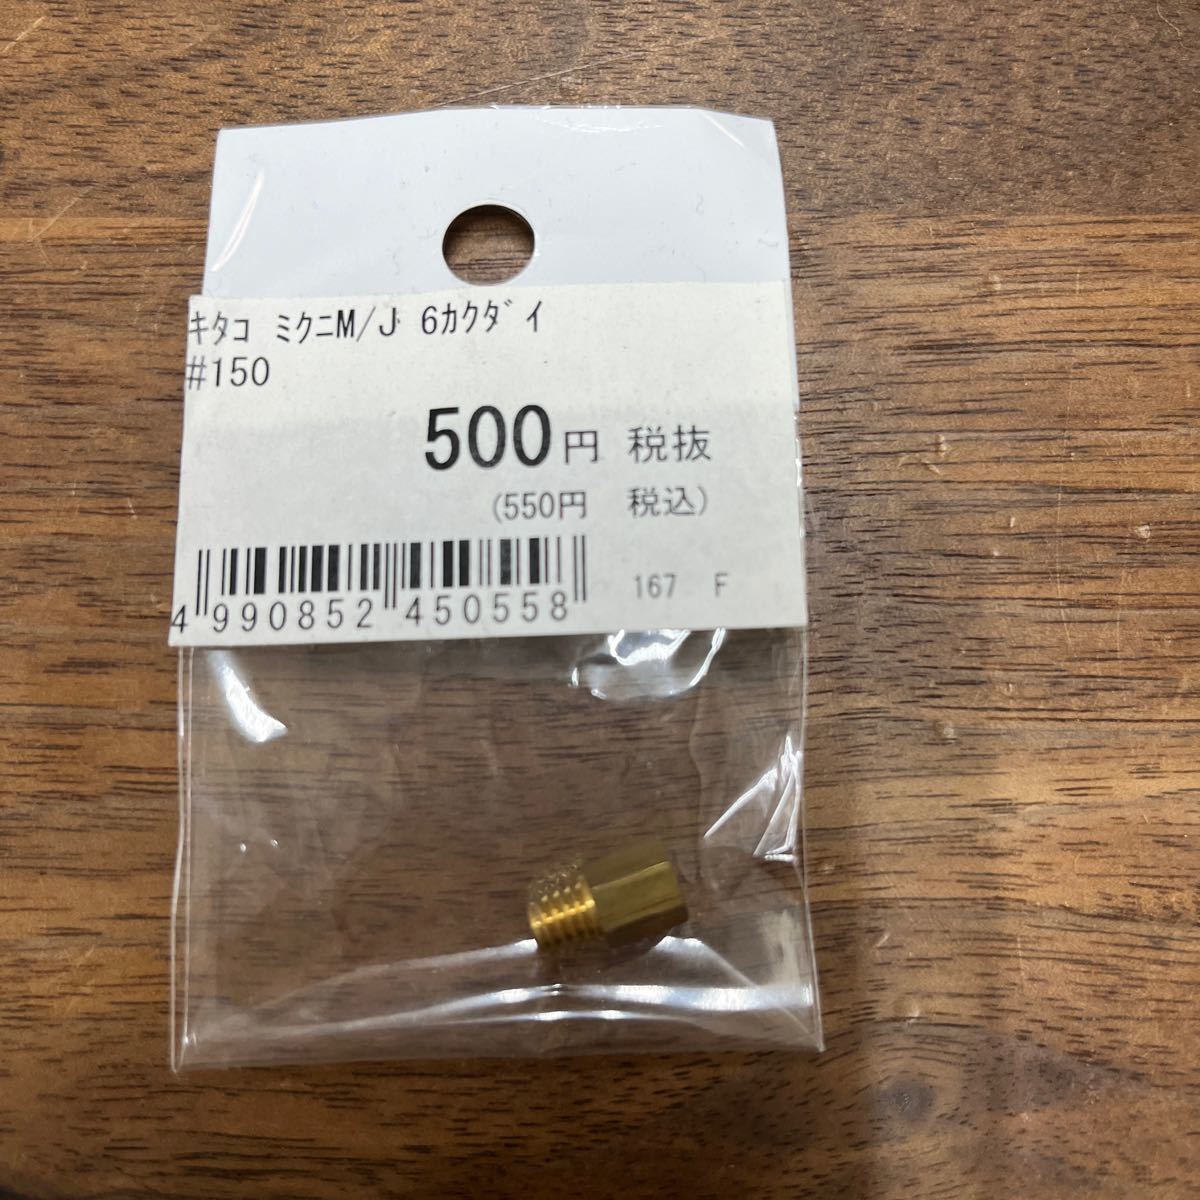 ｷﾀｺ ﾐｸﾆM/J 6ｶｸﾀﾞｲ
#150
500円 税抜
(550円 税込)
167 F
4 990852 450558